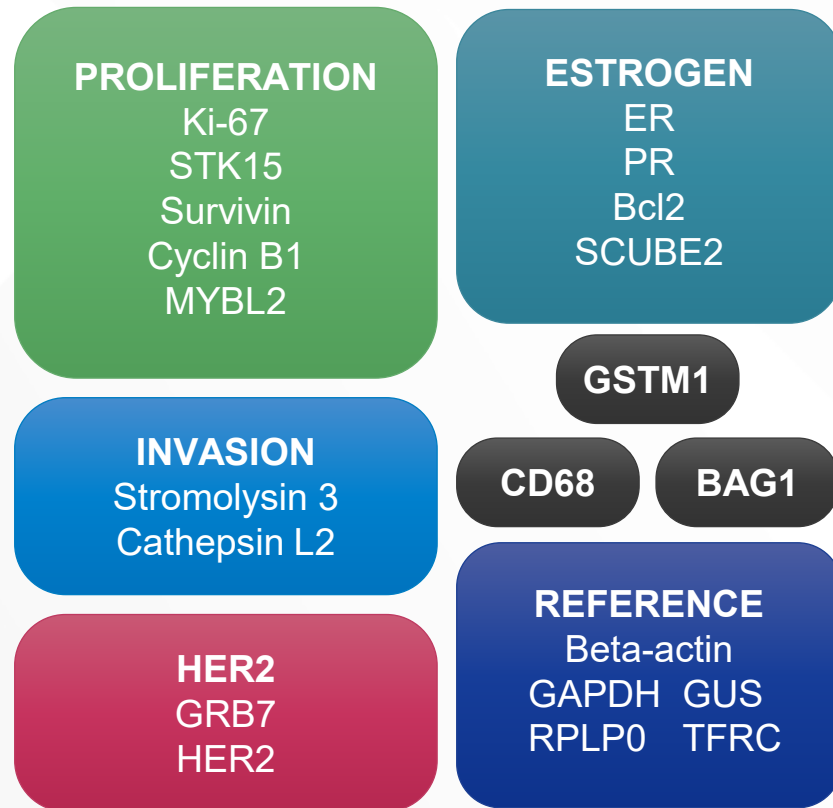 PROLIFERATION
Ki-67
STK15
Survivin
Cyclin B1
MYBL2
ESTROGEN
ER
PR
Bcl2
SCUBE2
GSTM1
CD68
BAG1
INVASION
Stromolysin 3
Cathepsin L2
HER2
GRB7
HER2
REFERENCE
Beta-actin
GAPDH GUS
RPLP0 TFRC